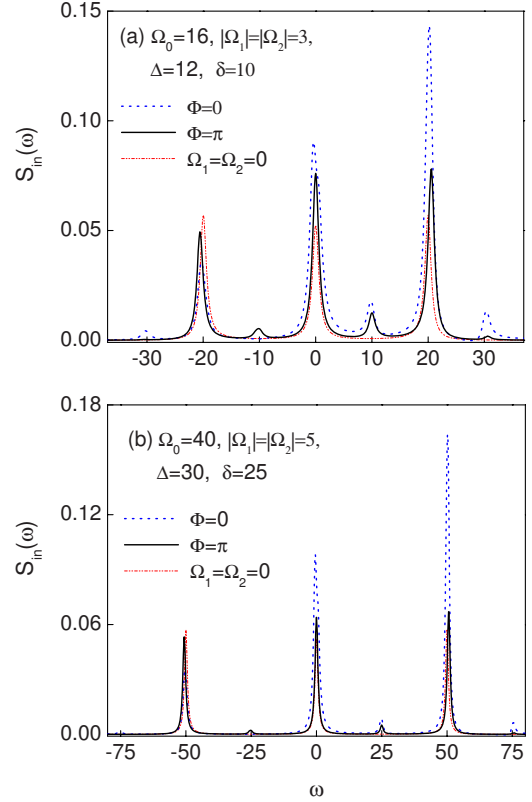 (a) Ω₀=16, |Ω₁|=|Ω₂|=3,
Δ=12, δ=10
Φ=0
Φ=π
Ω₁=Ω₂=0
S_in(ω)
0.15
0.10
0.05
0.00
-30 -20 -10 0 10 20 30
(b) Ω₀=40, |Ω₁|=|Ω₂|=5,
Δ=30, δ=25
Φ=0
Φ=π
Ω₁=Ω₂=0
S_in(ω)
0.18
0.12
0.06
0.00
-75 -50 -25 0 25 50 75
ω